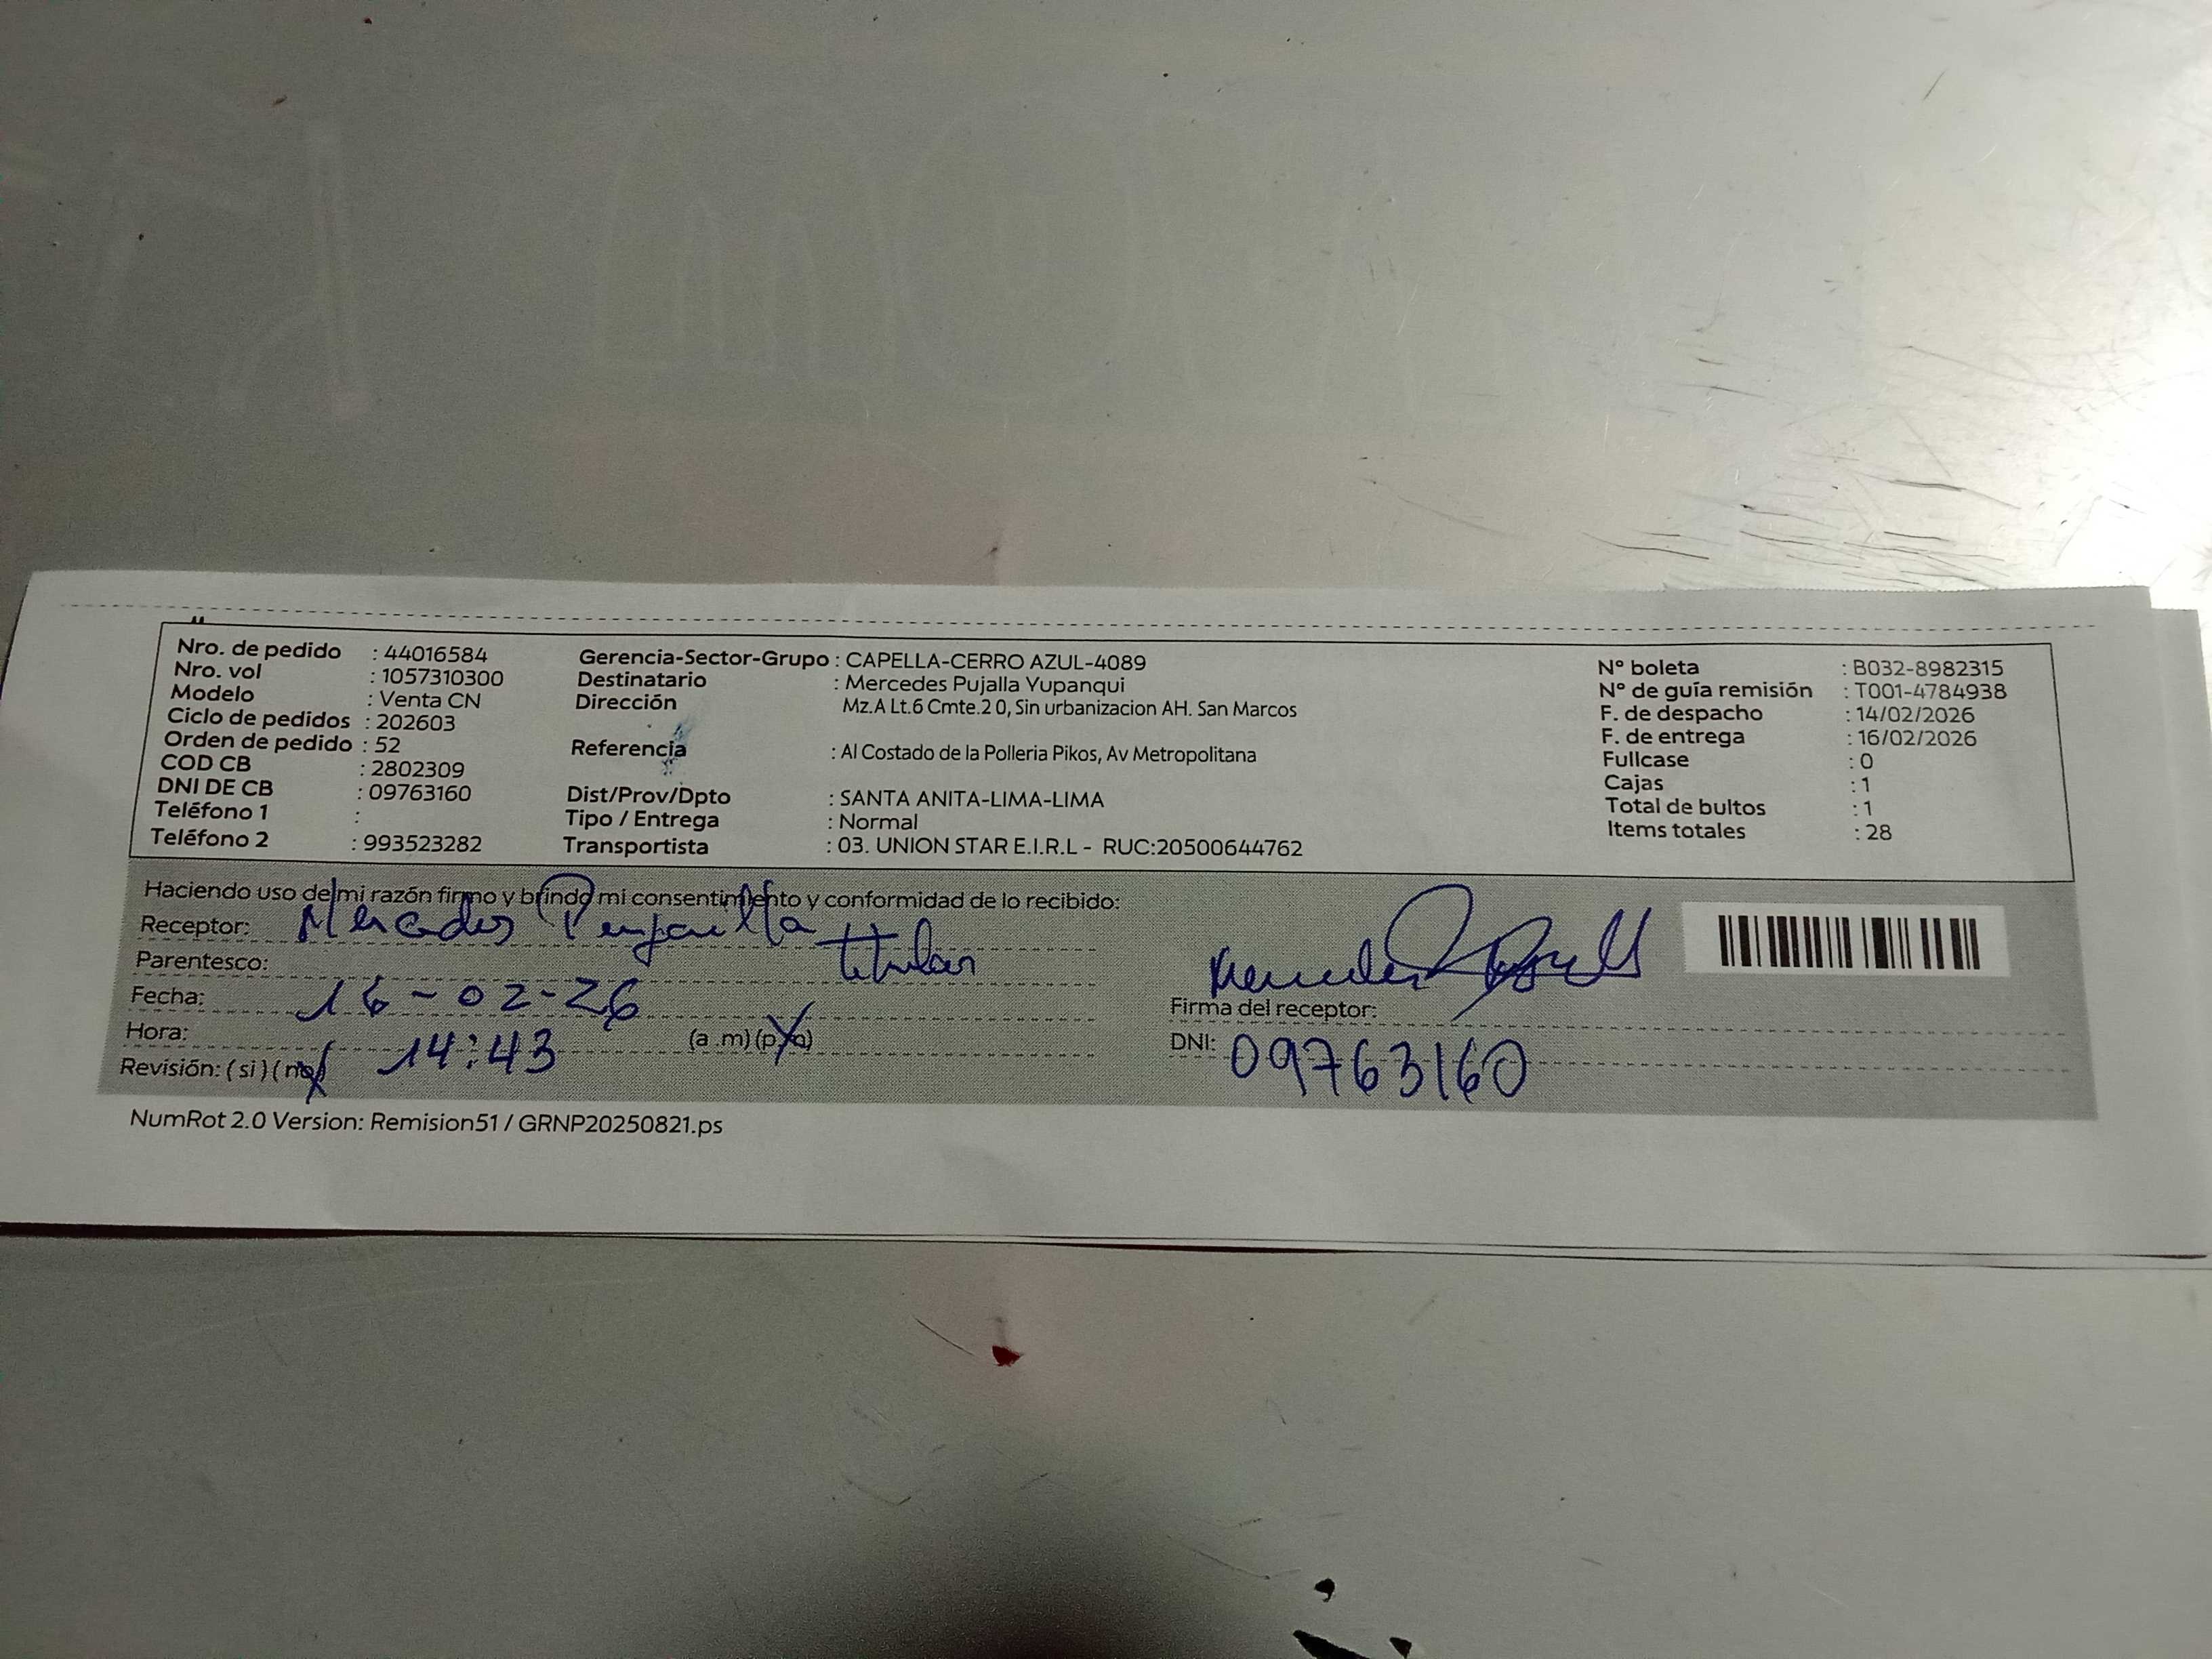 Nro. de pedido : 44016584
Nro. vol : 1057310300
Modelo : Venta CN
Ciclo de pedidos : 202603
Orden de pedido : 52
COD CB : 2802309
DNI DE CB : 09763160
Teléfono 1 :
Teléfono 2 : 993523282
Gerencia-Sector-Grupo : CAPELLA-CERRO AZUL-4089
Destinatario : Mercedes Pujalla Yupanqui
Dirección Mz.A Lt.6 Cmte.2 0, Sin urbanizacion AH. San Marcos
Referencia : Al Costado de la Polleria Pikos, Av Metropolitana
Dist/Prov/Dpto : SANTA ANITA-LIMA-LIMA
Tipo / Entrega : Normal
Transportista : 03. UNION STAR E.I.R.L - RUC:20500644762
N° boleta : B032-8982315
N° de guía remisión : T001-4784938
F. de despacho : 14/02/2026
F. de entrega : 16/02/2026
Fullcase : 0
Cajas : 1
Total de bultos : 1
Items totales : 28
Haciendo uso de mi razón firmo y brindo mi consentimiento y conformidad de lo recibido:
Receptor: Mercedes
Parentesco: titular
Fecha: 16-02-26
Hora: 14:43 (a .m) (p.m)
Revisión: ( si ) ( no )
Firma del receptor:
DNI: 09763160
NumRot 2.0 Version: Remision51 / GRNP20250821.ps